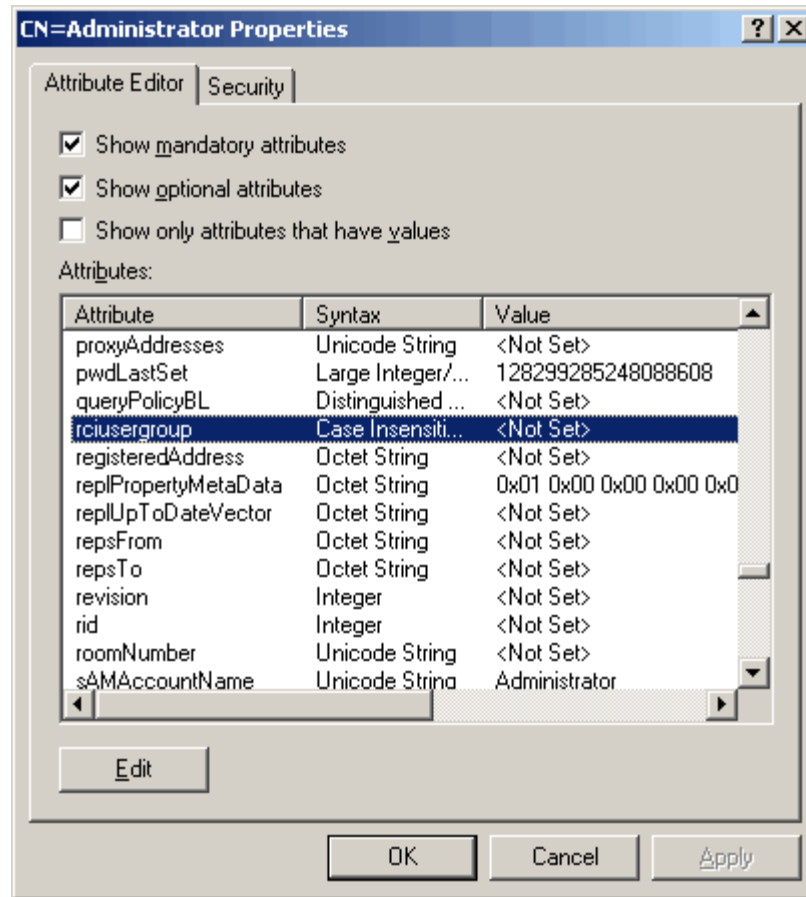 CN=Administrator Properties
Attribute Editor Security
Show mandatory attributes
Show optional attributes
Show only attributes that have values
Attributes:
Attribute Syntax Value
proxyAddresses Unicode String <Not Set>
pwdLastSet Large Integer/... 128299285248088608
queryPolicyBL Distinguished ... <Not Set>
rciusergroup Case Insensiti... <Not Set>
registeredAddress Octet String <Not Set>
replPropertyMetaData Octet String 0x01 0x00 0x00 0x00 0x0
replUpToDateVector Octet String <Not Set>
repsFrom Octet String <Not Set>
repsTo Octet String <Not Set>
revision Integer <Not Set>
rid Integer <Not Set>
roomNumber Unicode String <Not Set>
sAMAccountName Unicode String Administrator
Edit
OK Cancel Apply